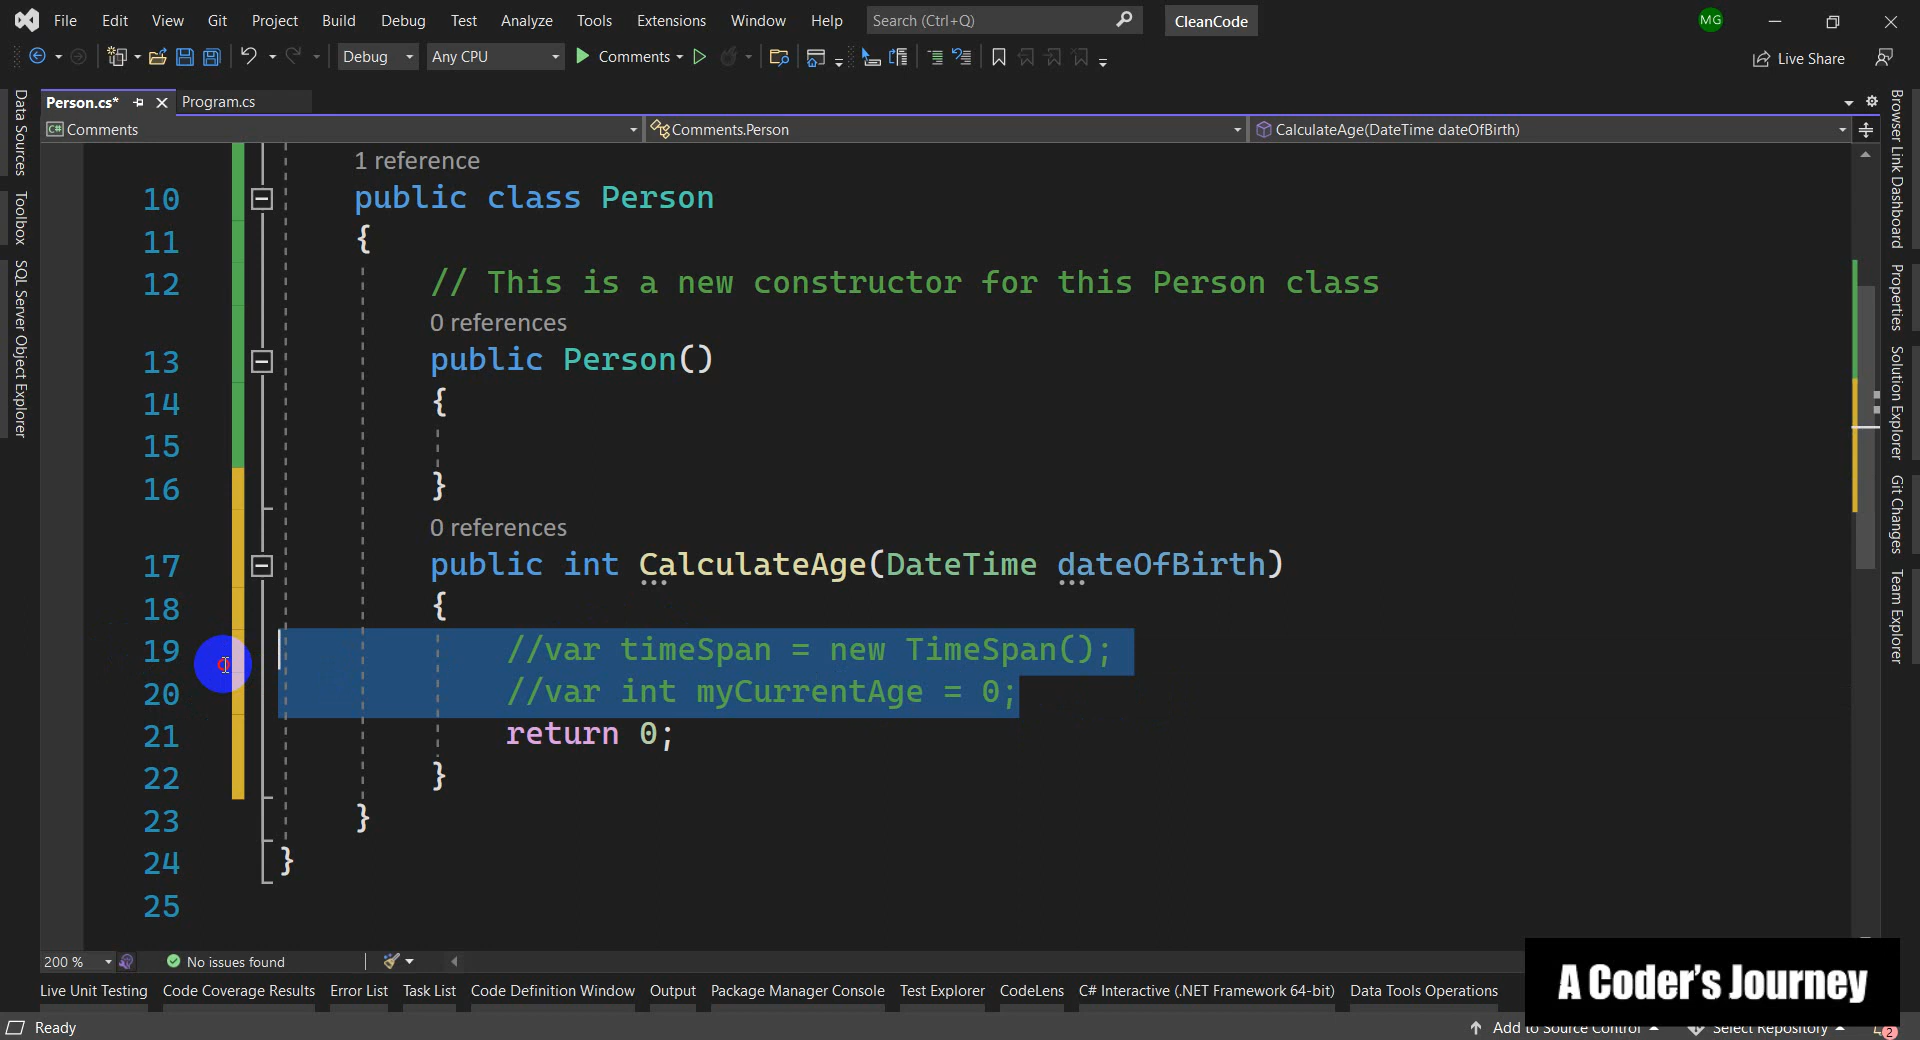 File Edit View Git Project Build Debug Test Analyze Tools Extensions Window Help Search (Ctrl+Q) CleanCode MG
Debug Any CPU Comments Live Share
Person.cs* Program.cs
C# Comments Comments.Person CalculateAge(DateTime dateOfBirth)
Data Sources
Toolbox
SQL Server Object Explorer
1 reference
10 public class Person
11 {
12 // This is a new constructor for this Person class
0 references
13 public Person()
14 {
15
16 }
0 references
17 public int CalculateAge(DateTime dateOfBirth)
18 {
19 //var timeSpan = new TimeSpan();
20 //var int myCurrentAge = 0;
21 return 0;
22 }
23 }
24 }
25
Browser Link Dashboard
Properties
Solution Explorer
Git Changes
Team Explorer
200 % No issues found
Live Unit Testing Code Coverage Results Error List Task List Code Definition Window Output Package Manager Console Test Explorer CodeLens C# Interactive (.NET Framework 64-bit) Data Tools Operations
A Coder's Journey
Ready Add to Source Control Select Repository 2